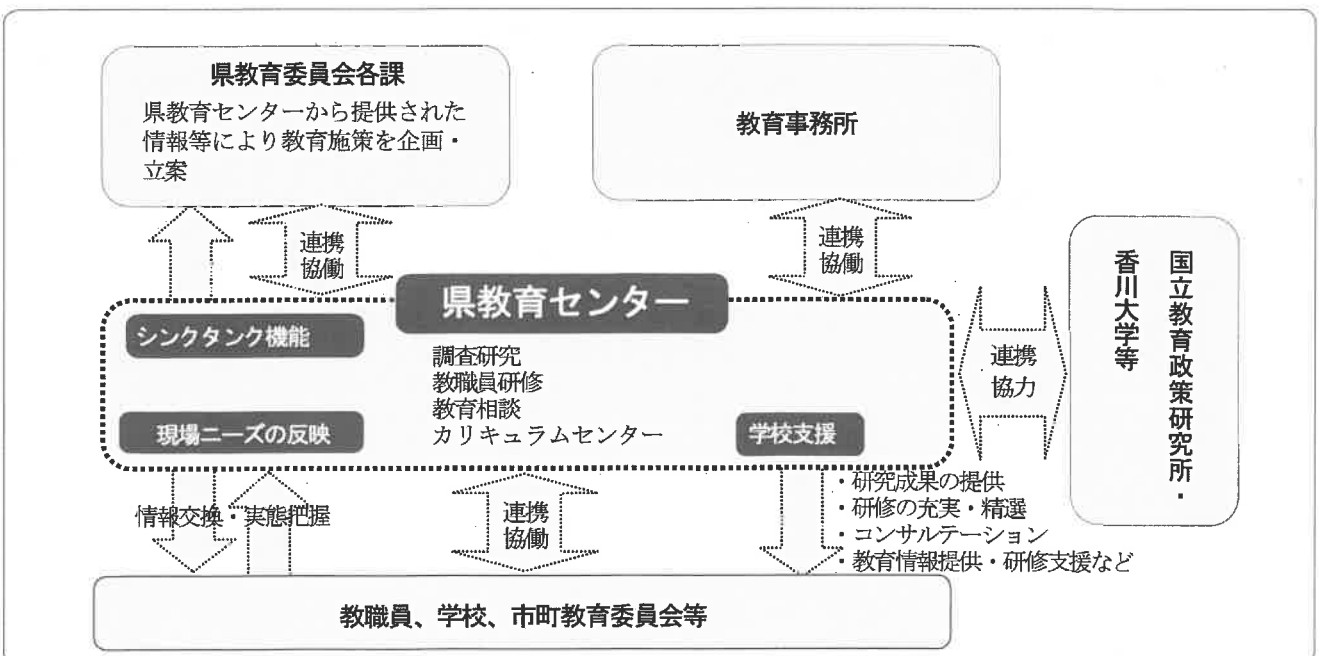 県教育委員会各課
県教育センターから提供された
情報等により教育施策を企画・
立案
教育事務所
連携
協働
連携
協働
国立教育政策研究所・
香川大学等
県教育センター
シンクタンク機能
調査研究
教職員研修
教育相談
カリキュラムセンター
連携
協力
現場ニーズの反映
学校支援
情報交換・実態把握
連携
協働
・研究成果の提供
・研修の充実・精選
・コンサルテーション
・教育情報提供・研修支援など
教職員、学校、市町教育委員会等